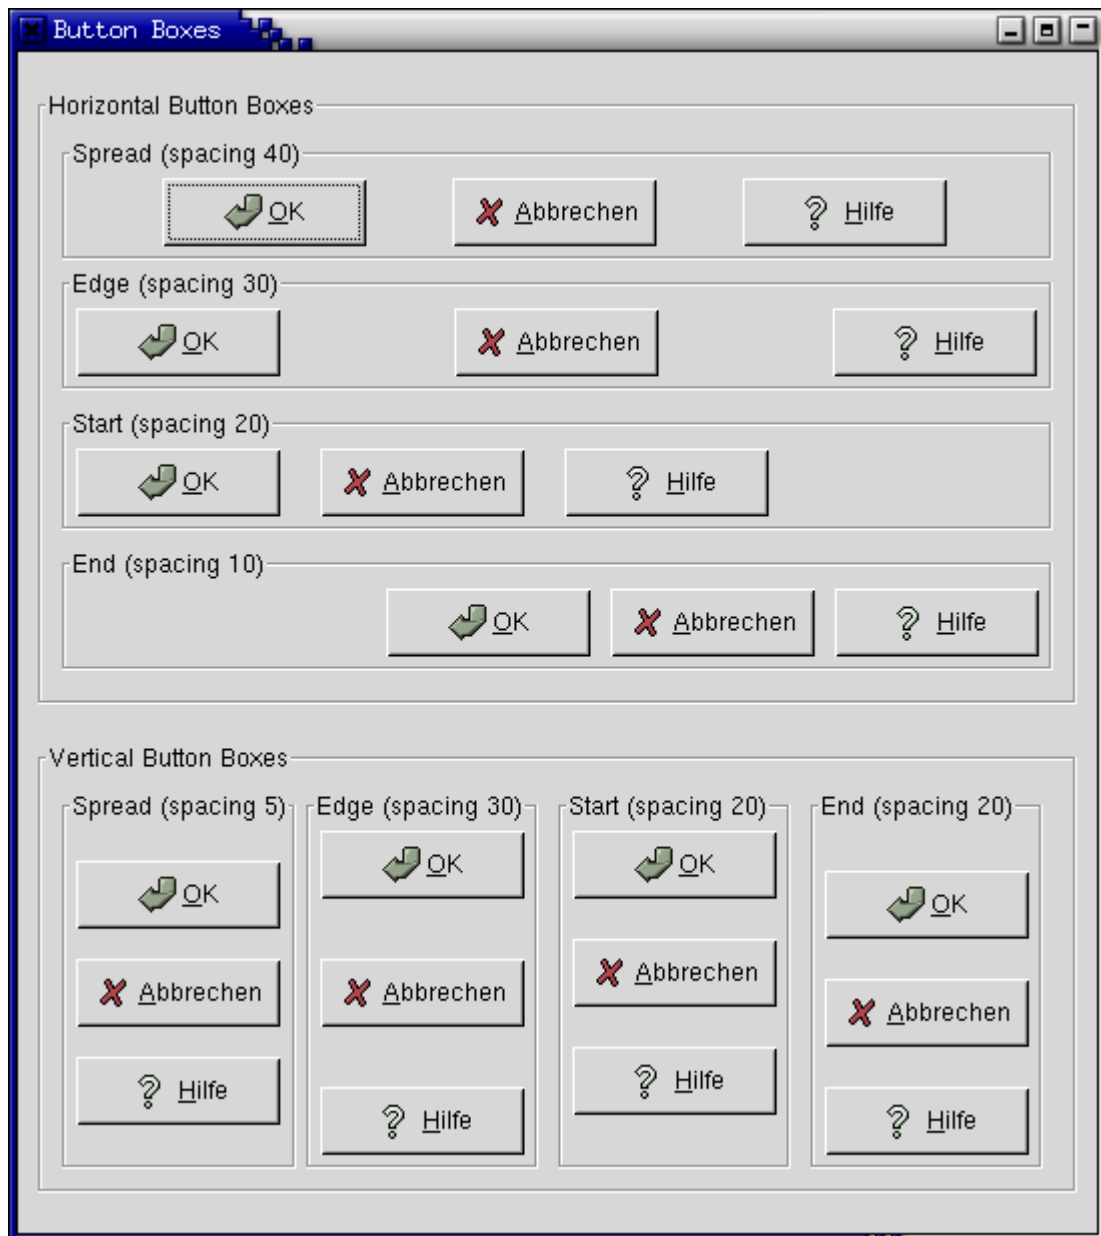 Button Boxes
Horizontal Button Boxes
Spread (spacing 40)
OK Abbrechen Hilfe
Edge (spacing 30)
OK Abbrechen Hilfe
Start (spacing 20)
OK Abbrechen Hilfe
End (spacing 10)
OK Abbrechen Hilfe
Vertical Button Boxes
Spread (spacing 5)
OK
Abbrechen
Hilfe
Edge (spacing 30)
OK
Abbrechen
Hilfe
Start (spacing 20)
OK
Abbrechen
Hilfe
End (spacing 20)
OK
Abbrechen
Hilfe